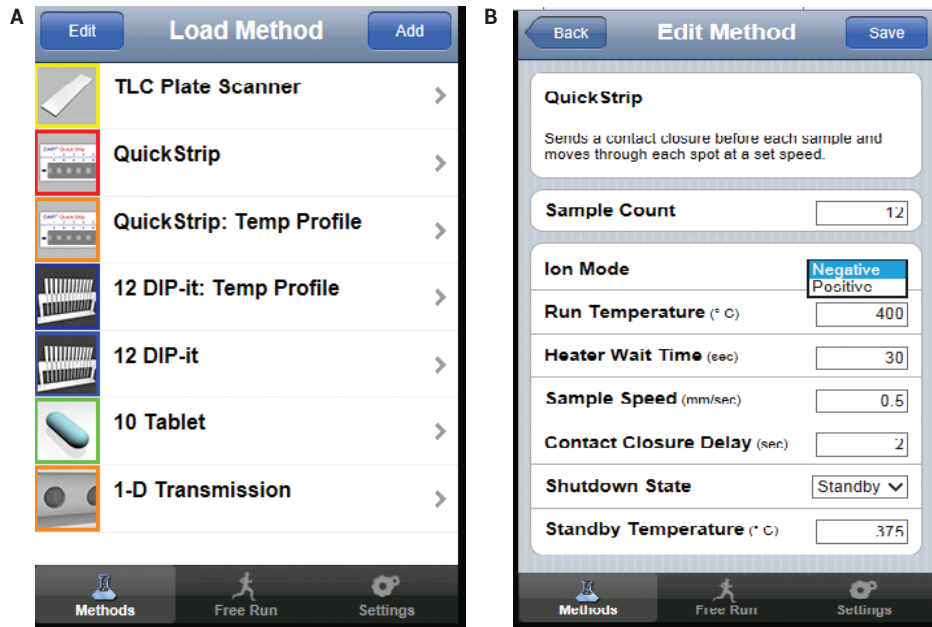 A
Edit
Load Method
Add
TLC Plate Scanner
QuickStrip
QuickStrip: Temp Profile
12 DIP-it: Temp Profile
12 DIP-it
10 Tablet
1-D Transmission
Methods
Free Run
Settings
B
Back
Edit Method
Save
QuickStrip
Sends a contact closure before each sample and
moves through each spot at a set speed.
Sample Count 12
Ion Mode Negative
Positive
Run Temperature (° C) 400
Heater Wait Time (sec) 30
Sample Speed (mm/sec) 0.5
Contact Closure Delay (sec) 2
Shutdown State Standby
Standby Temperature (° C) 375
Methods
Free Run
Settings